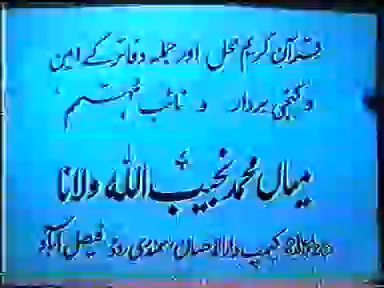 قرآن کریم محل اور جملہ دفاتر کے امین
و کنجی بردار و نائب مہتمم
میاں محمد نجیب اللہ ولانا
کیمپ دارالاحسان سمندری روڈ فیصل آباد